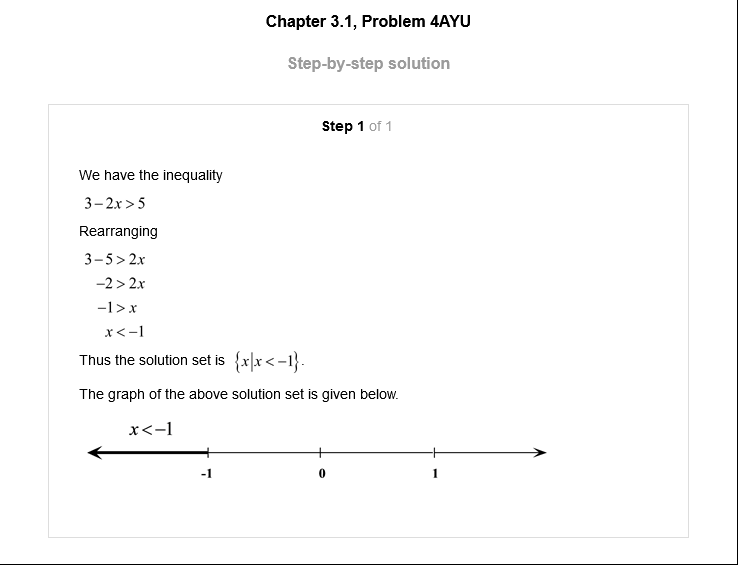 Chapter 3.1, Problem 4AYU
Step-by-step solution
Step 1 of 1
We have the inequality
3−2x>5
Rearranging
3−5>2x
−2>2x
−1>x
x<−1
Thus the solution set is {x|x<−1}.
The graph of the above solution set is given below.
x<−1
-1 0 1